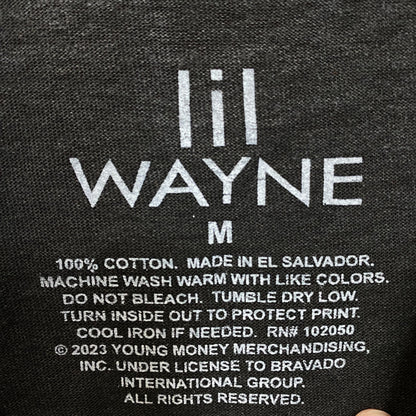 lil
WAYNE
M
100% COTTON. MADE IN EL SALVADOR.
MACHINE WASH WARM WITH LIKE COLORS.
DO NOT BLEACH. TUMBLE DRY LOW.
TURN INSIDE OUT TO PROTECT PRINT.
COOL IRON IF NEEDED. RN# 102050
© 2023 YOUNG MONEY MERCHANDISING,
INC. UNDER LICENSE TO BRAVADO
INTERNATIONAL GROUP.
ALL RIGHTS RESERVED.